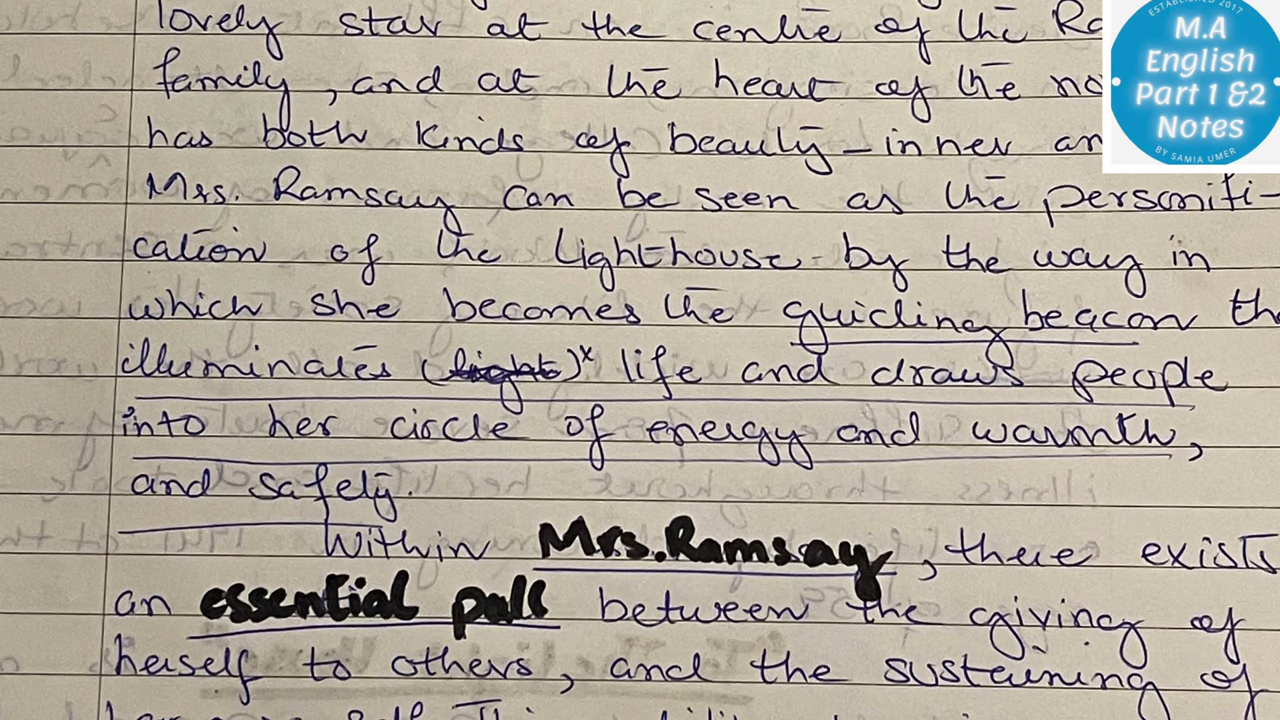 lovely star at the centre of the Ra
family, and at the heart of the no
has both kinds of beauty-inner an
Mrs. Ramsay can be seen as the personifi-
cation of the Lighthouse by the way in
which she becomes the guiding beacon tha
illuminates (light)x life and draws people
into her circle of energy and warmth,
and safety.
Within Mrs. Ramsay, there exists
an essential pull between the giving of
herself to others, and the sustaining of
ESTABLISHED 2017
M.A
English
Part 1 &2
Notes
BY SAMIA UMER